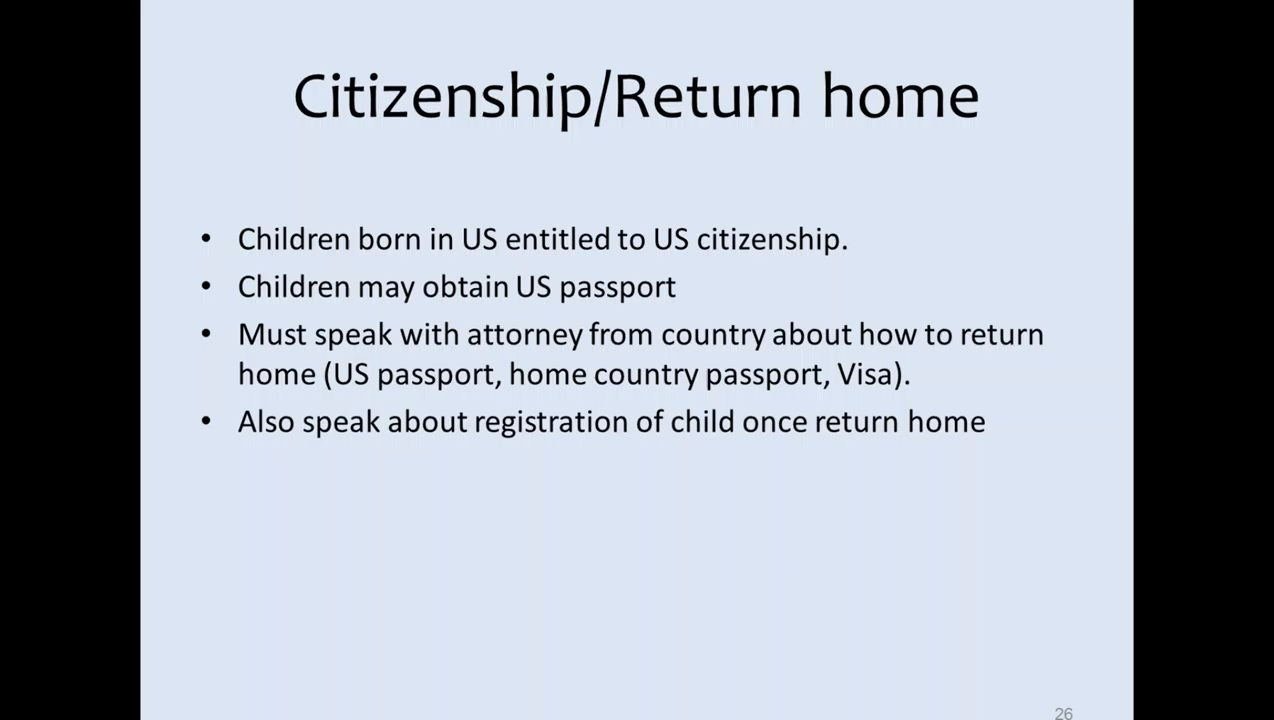 Citizenship/Return home
• Children born in US entitled to US citizenship.
• Children may obtain US passport
• Must speak with attorney from country about how to return
home (US passport, home country passport, Visa).
• Also speak about registration of child once return home
26